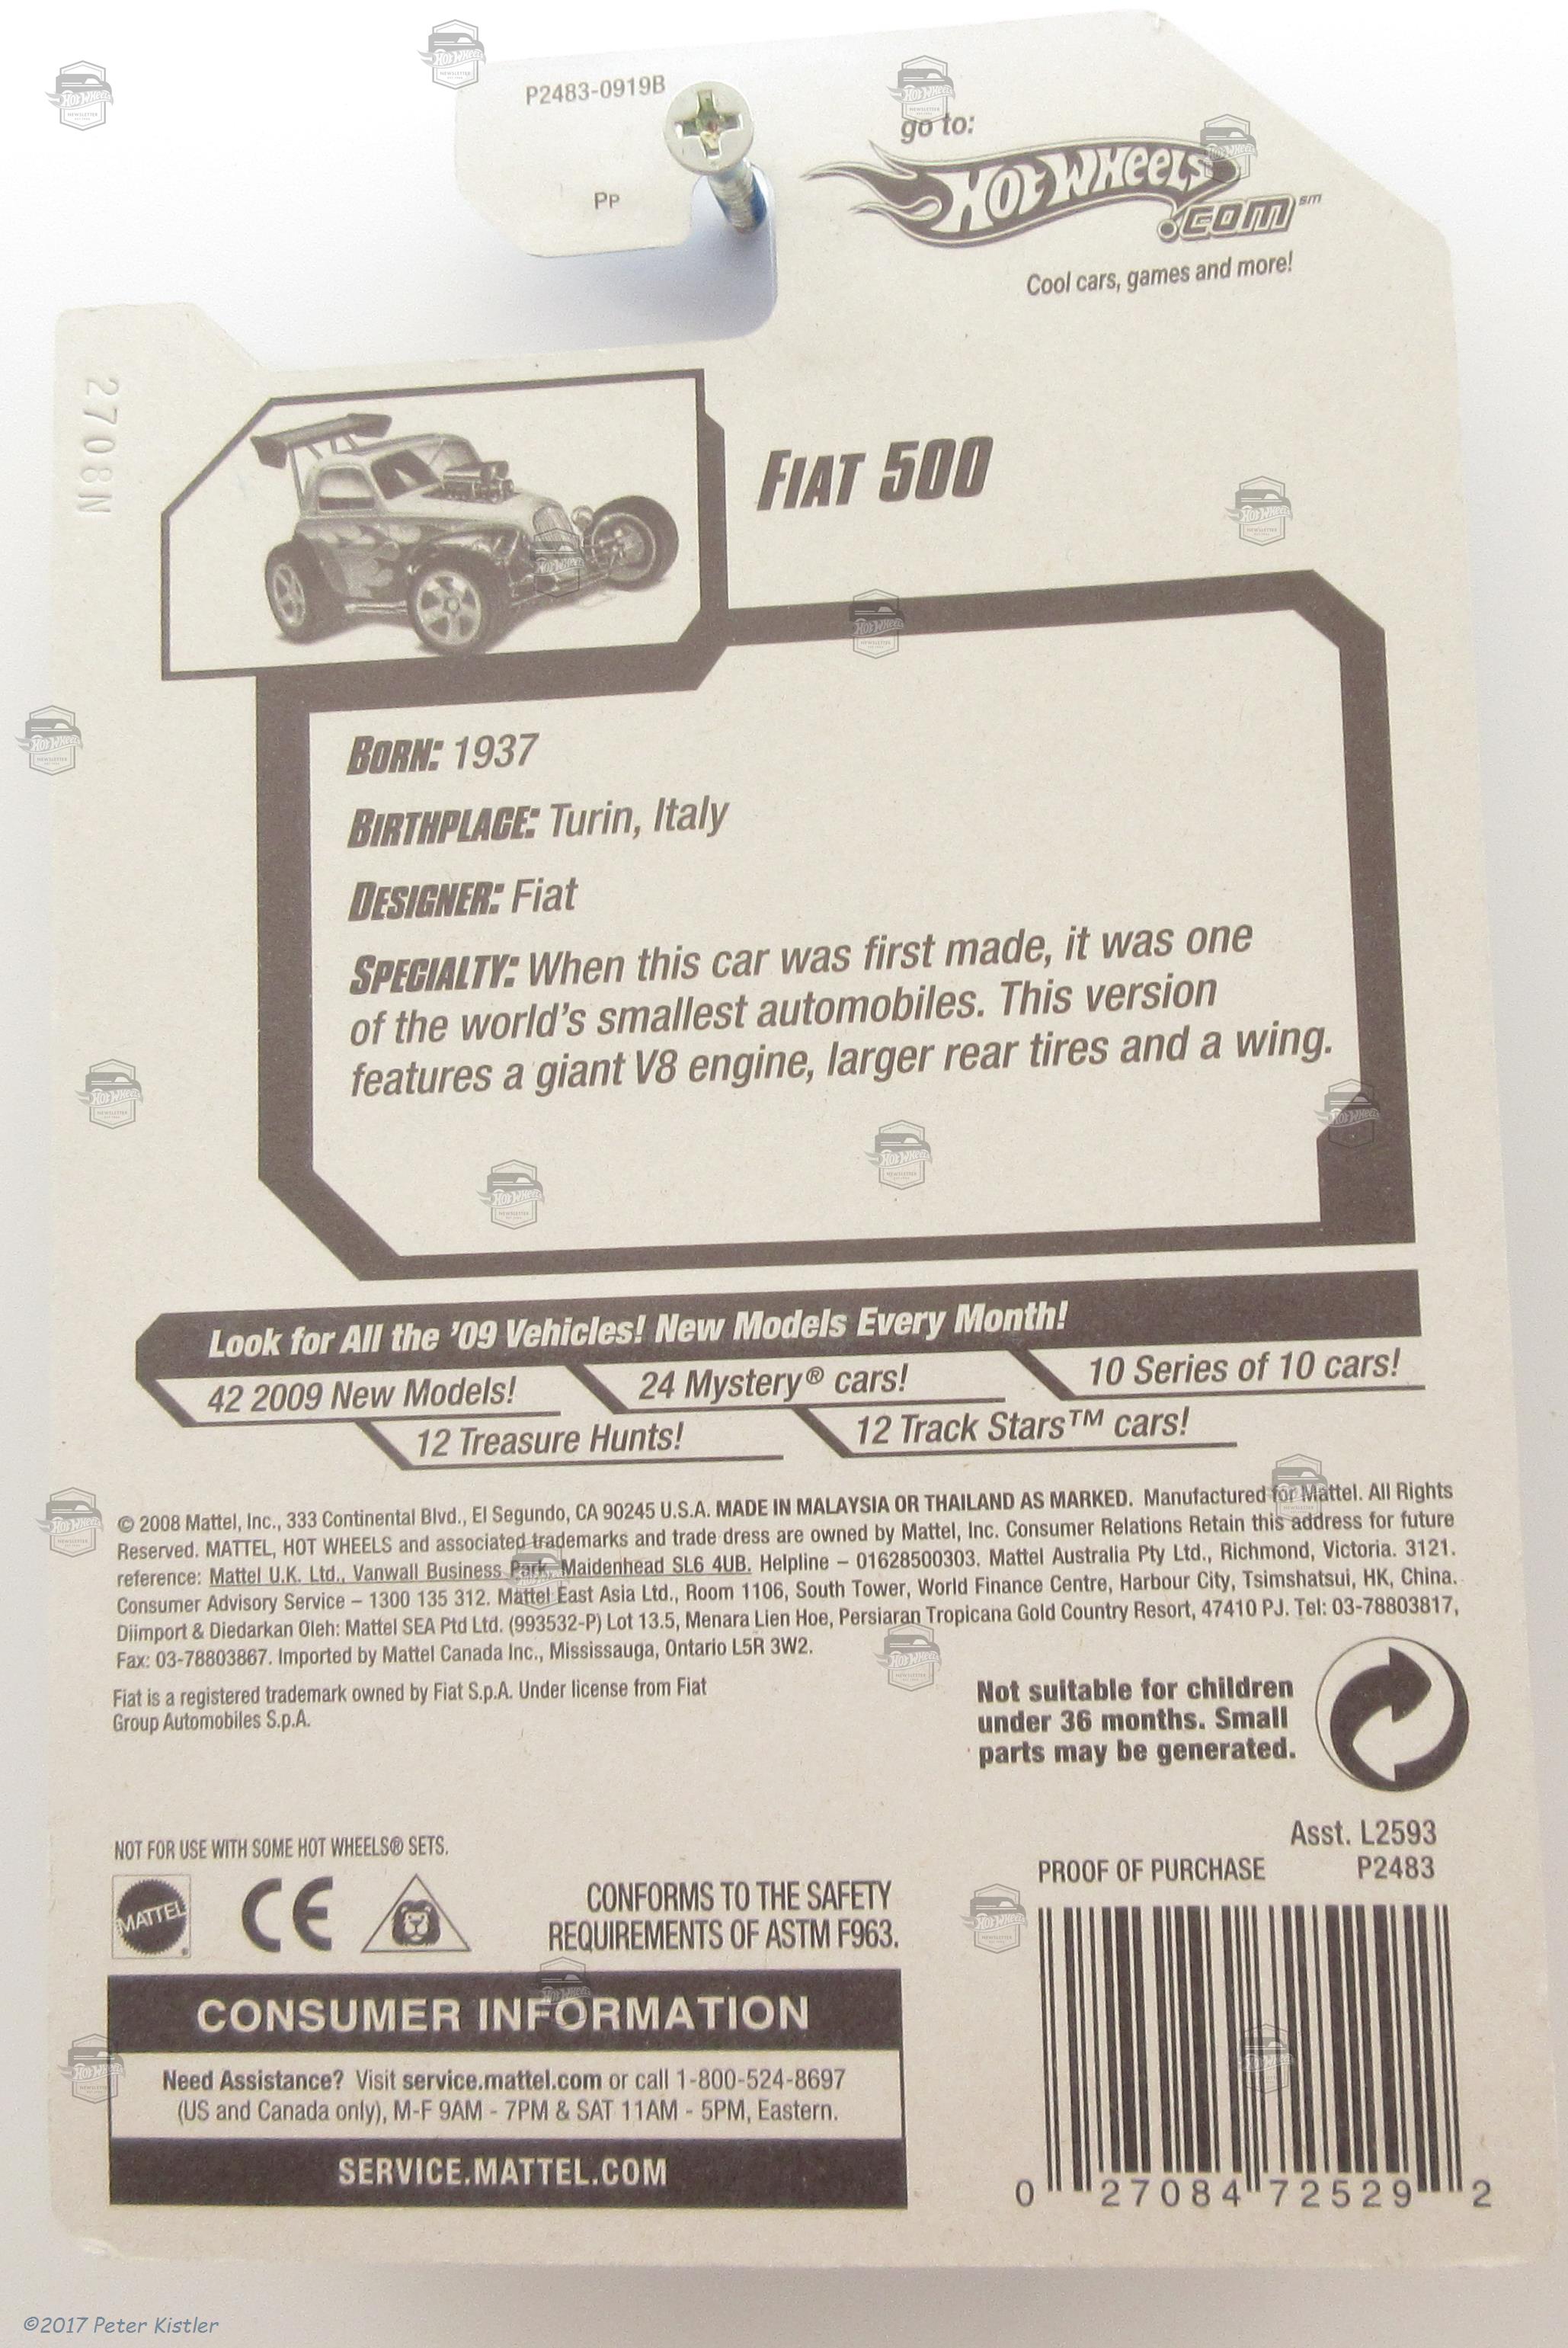 P2483-0919B
PP
go to:
HOT WHEELS
.COM℠
Cool cars, games and more!
2708N
FIAT 500
BORN: 1937
BIRTHPLACE: Turin, Italy
DESIGNER: Fiat
SPECIALTY: When this car was first made, it was one
of the world's smallest automobiles. This version
features a giant V8 engine, larger rear tires and a wing.
Look for All the '09 Vehicles! New Models Every Month!
42 2009 New Models!
24 Mystery® cars!
10 Series of 10 cars!
12 Treasure Hunts!
12 Track Stars™ cars!
© 2008 Mattel, Inc., 333 Continental Blvd., El Segundo, CA 90245 U.S.A. MADE IN MALAYSIA OR THAILAND AS MARKED. Manufactured for Mattel. All Rights
Reserved. MATTEL, HOT WHEELS and associated trademarks and trade dress are owned by Mattel, Inc. Consumer Relations Retain this address for future
reference: Mattel U.K. Ltd., Vanwall Business Park, Maidenhead SL6 4UB. Helpline – 01628500303. Mattel Australia Pty Ltd., Richmond, Victoria. 3121.
Consumer Advisory Service – 1300 135 312. Mattel East Asia Ltd., Room 1106, South Tower, World Finance Centre, Harbour City, Tsimshatsui, HK, China.
Diimport & Diedarkan Oleh: Mattel SEA Ptd Ltd. (993532-P) Lot 13.5, Menara Lien Hoe, Persiaran Tropicana Gold Country Resort, 47410 PJ. Tel: 03-78803817,
Fax: 03-78803867. Imported by Mattel Canada Inc., Mississauga, Ontario L5R 3W2.
Fiat is a registered trademark owned by Fiat S.p.A. Under license from Fiat
Group Automobiles S.p.A.
Not suitable for children
under 36 months. Small
parts may be generated.
Asst. L2593
PROOF OF PURCHASE P2483
NOT FOR USE WITH SOME HOT WHEELS® SETS.
MATTEL®
CE
CONFORMS TO THE SAFETY
REQUIREMENTS OF ASTM F963.
CONSUMER INFORMATION
Need Assistance? Visit service.mattel.com or call 1-800-524-8697
(US and Canada only), M-F 9AM - 7PM & SAT 11AM - 5PM, Eastern.
SERVICE.MATTEL.COM
0 27084 72529 2
©2017 Peter Kistler